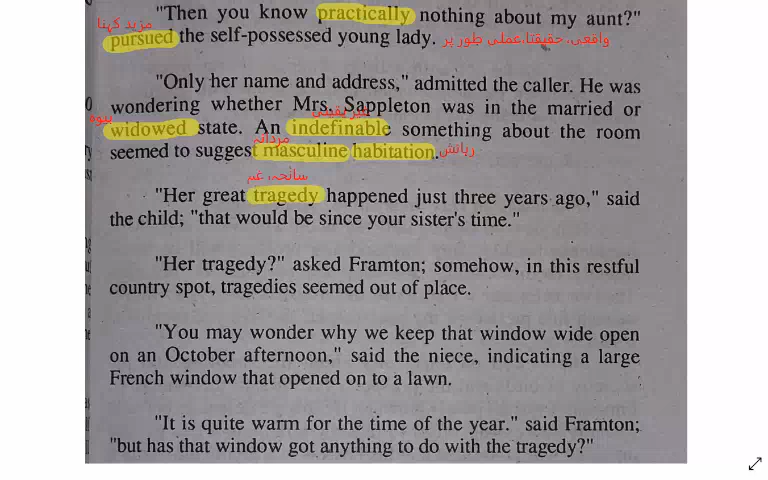 "Then you know practically nothing about my aunt?"
مزید کہنا
pursued the self-possessed young lady. واقعی، حقیقتا،عملی طور پر
"Only her name and address," admitted the caller. He was
wondering whether Mrs. Sappleton was in the married or
بیوہ غیر یقینی
widowed state. An indefinable something about the room
مردانہ
seemed to suggest masculine habitation. رہائش
سانحہ، غم
"Her great tragedy happened just three years ago," said
the child; "that would be since your sister's time."
"Her tragedy?" asked Framton; somehow, in this restful
country spot, tragedies seemed out of place.
"You may wonder why we keep that window wide open
on an October afternoon," said the niece, indicating a large
French window that opened on to a lawn.
"It is quite warm for the time of the year." said Framton;
"but has that window got anything to do with the tragedy?"